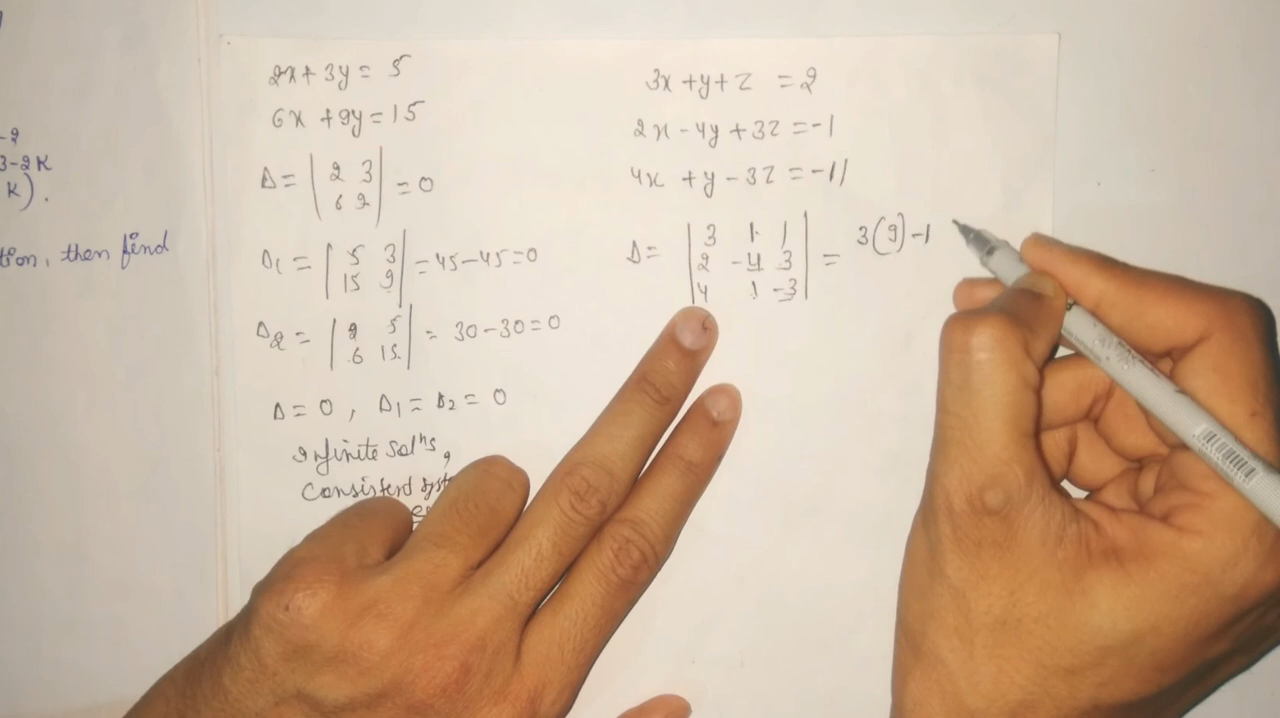 -2
3-2K
K).
tion, then find
2x + 3y = 5
6x + 9y = 15
Δ = | 2 3 |
| 6 9 | = 0
Δ1 = | 5 3 |
| 15 9 | = 45-45=0
Δ2 = | 2 5 |
| 6 15 | = 30-30=0
Δ = 0 , Δ1 = Δ2 = 0
Infinite solns,
Consistent syst
3x + y + z = 2
2x - 4y + 3z = -1
4x + y - 3z = -11
Δ = | 3 1 1 |
| 2 -4 3 | = 3(9)-1
| 4 1 -3 |